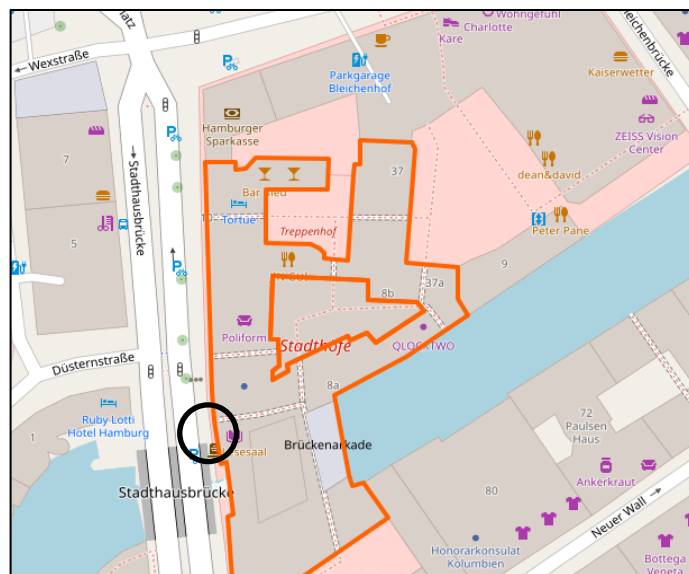 Wexstraße
Platz
Wohngefühl
Charlotte
Kare
Bleichenbrücke
Kaiserwetter
Parkgarage
Bleichenhof
Hamburger
Sparkasse
ZEISS Vision
Center
7
Stadthausbrücke
37
dean&david
Bar
Tortue
10
Treppenhof
Peter Pane
5
9
37a
8b
Poliform
Stadthöfe
QLOCKTWO
Düsternstraße
8a
Ruby Lotti
Hotel Hamburg
1
72
Paulsen
Haus
Brückenarkade
Stadthausbrücke
Ankerkraut
80
Neuer Wall
Honorarkonsulat
Kolumbien
Bottega
Veneta